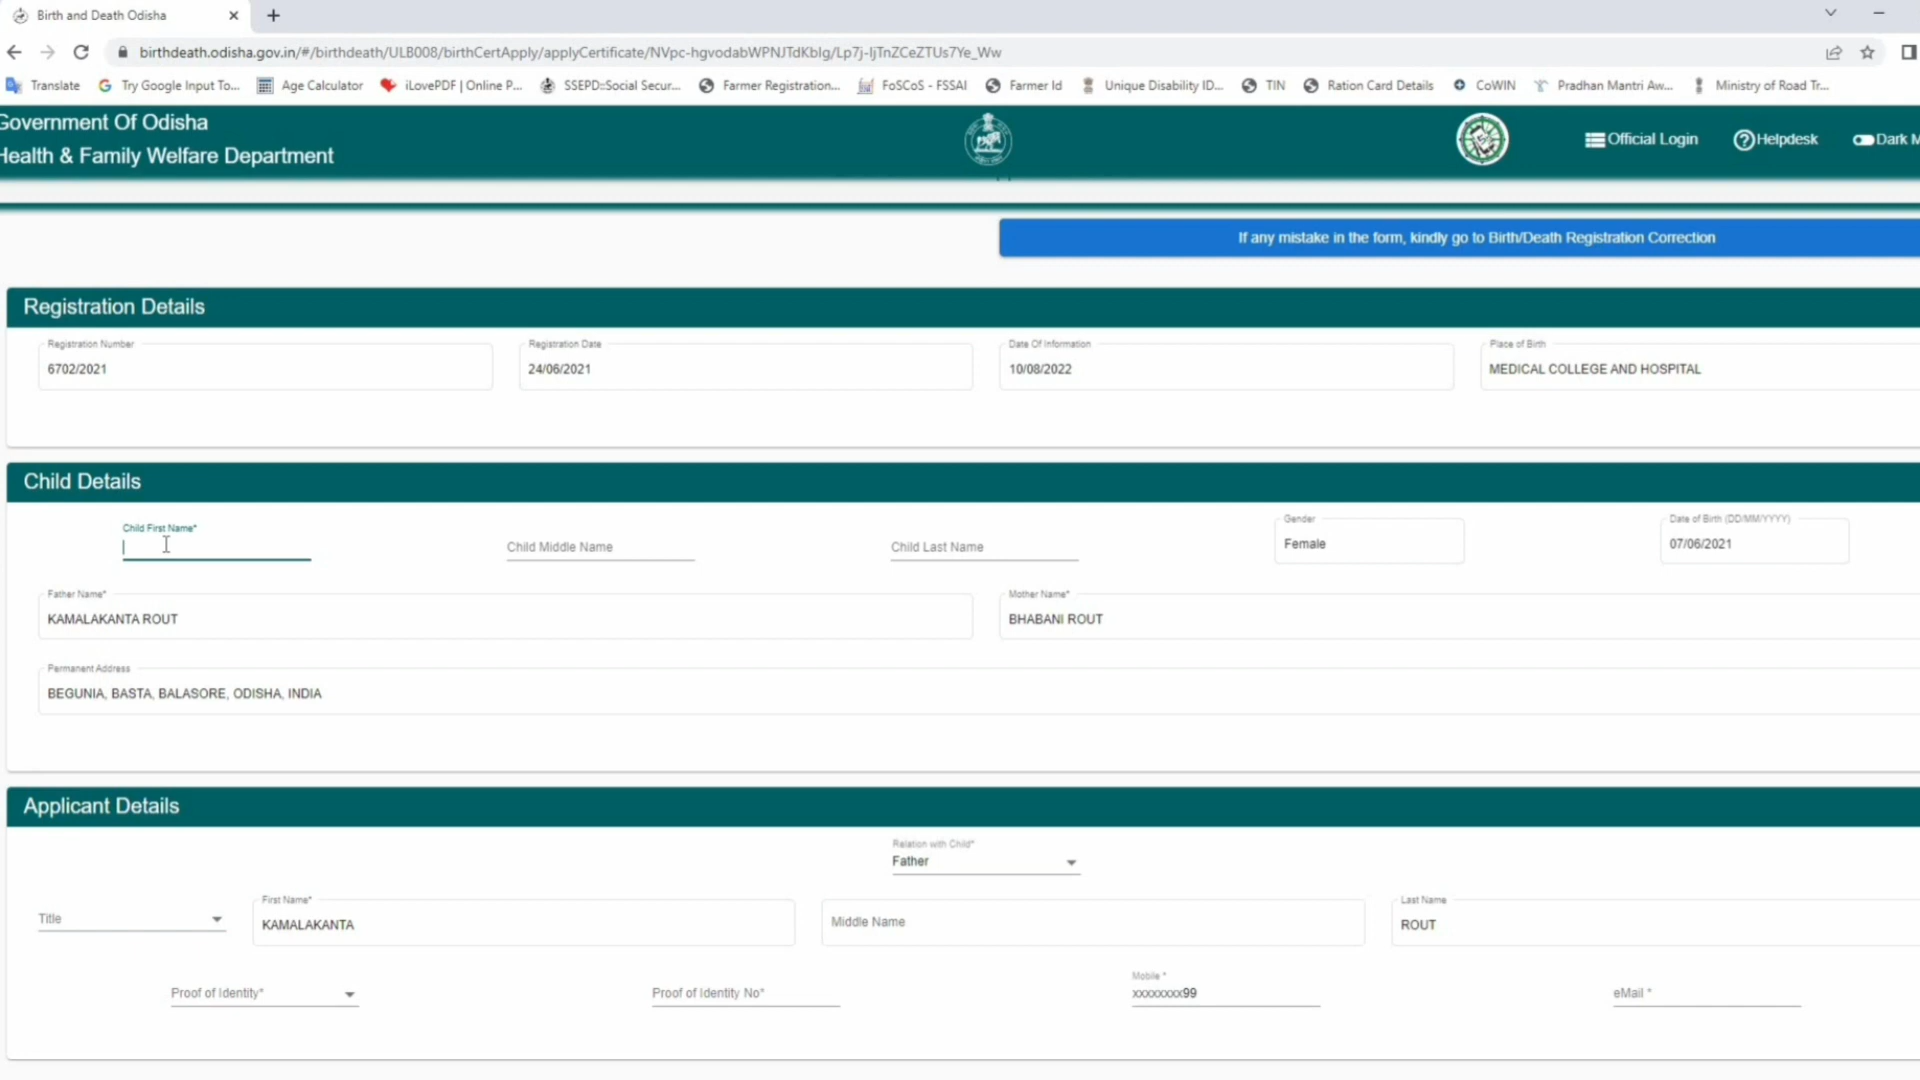 Birth and Death Odisha
birthdeath.odisha.gov.in/#/birthdeath/ULB008/birthCertApply/applyCertificate/NVpc-hgvodabWPNJTdKbIg/Lp7j-IjTnZCeZTUs7Ye_Ww
Translate Try Google Input To... Age Calculator iLovePDF | Online P... SSEPD::Social Secur... Farmer Registration... FoSCoS - FSSAI Farmer Id Unique Disability ID... TIN Ration Card Details CoWIN Pradhan Mantri Aw... Ministry of Road Tr...
Government Of Odisha
Health & Family Welfare Department
Official Login Helpdesk Dark M
If any mistake in the form, kindly go to Birth/Death Registration Correction
Registration Details
Registration Number Registration Date Date Of Information Place of Birth
6702/2021 24/06/2021 10/08/2022 MEDICAL COLLEGE AND HOSPITAL
Child Details
Child First Name* Gender Date of Birth (DD/MM/YYYY)
Child Middle Name Child Last Name Female 07/06/2021
Father Name* Mother Name*
KAMALAKANTA ROUT BHABANI ROUT
Permanent Address
BEGUNIA, BASTA, BALASORE, ODISHA, INDIA
Applicant Details
Relation with Child*
Father
First Name* Last Name
Title KAMALAKANTA Middle Name ROUT
Mobile *
Proof of Identity* Proof of Identity No* xxxxxxxx99 eMail *